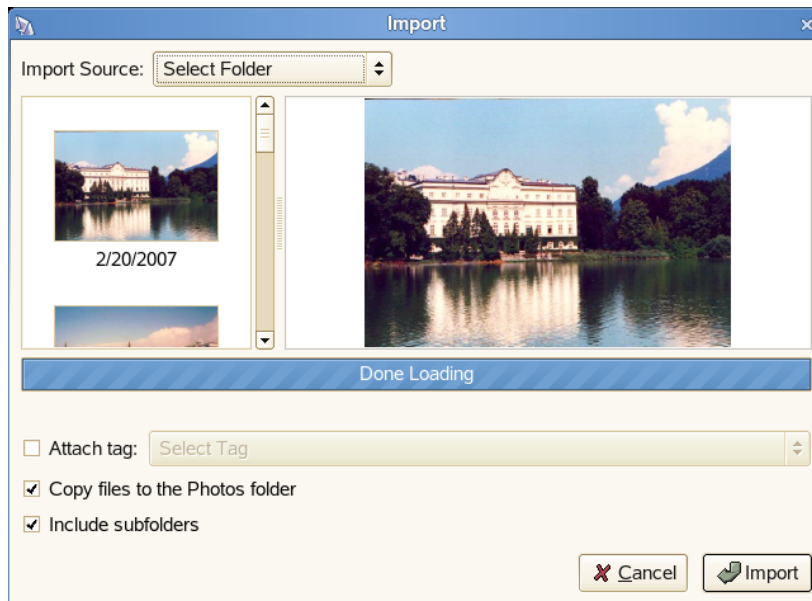 Import
Import Source: Select Folder
2/20/2007
Done Loading
Attach tag: Select Tag
Copy files to the Photos folder
Include subfolders
Cancel Import